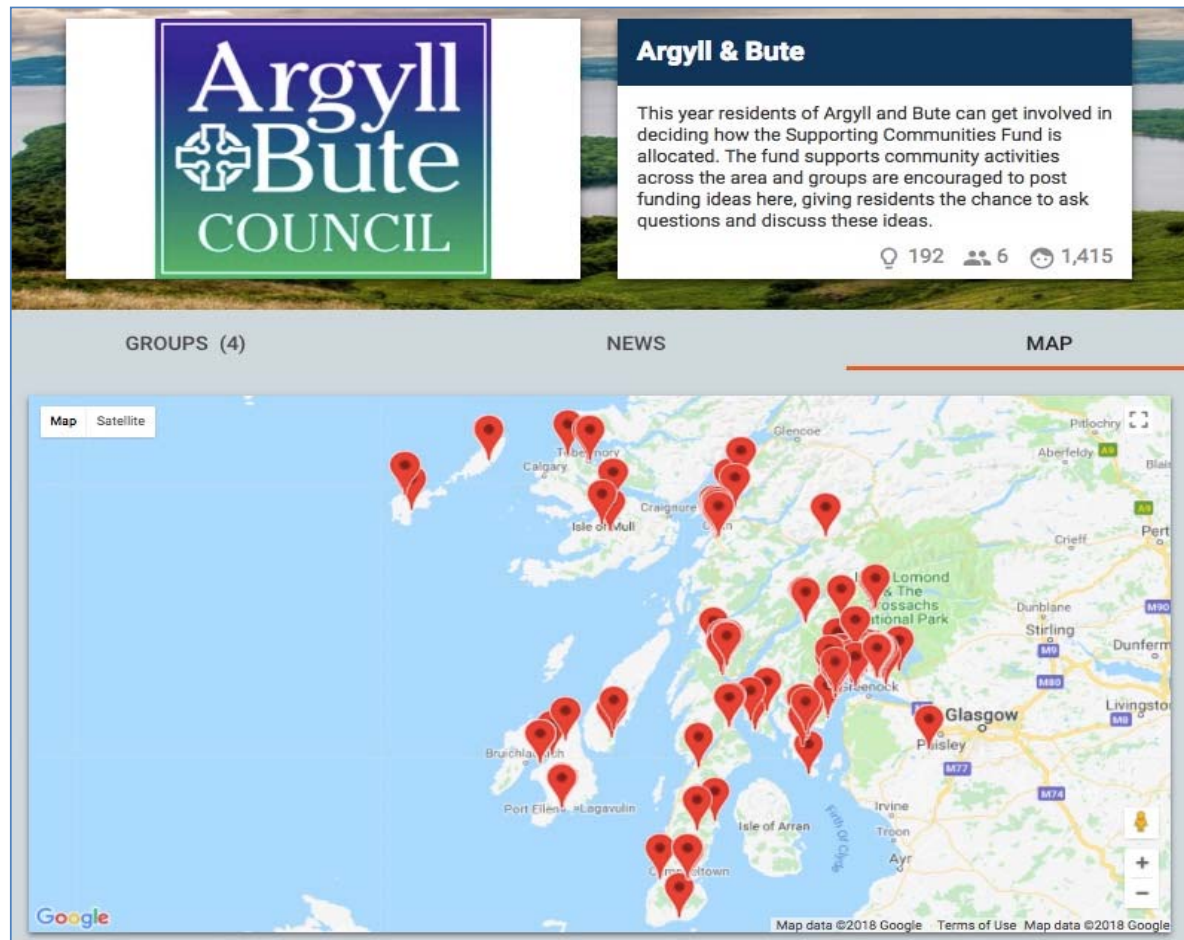 Argyll
Bute
COUNCIL
Argyll & Bute
This year residents of Argyll and Bute can get involved in
deciding how the Supporting Communities Fund is
allocated. The fund supports community activities
across the area and groups are encouraged to post
funding ideas here, giving residents the chance to ask
questions and discuss these ideas.
192 6 1,415
GROUPS (4) NEWS MAP
Map Satellite
Glencoe
Pitlochry
Aberfeldy A9
Calgary
Craignure
A9
Isle of Mull
Crieff
Lomond
& The
Dunblane
M90
Stirling
M9
M80
Greenock
Glasgow
M8
Paisley
M77
Port Ellen Lagavulin
M74
Isle of Arran
Firth Of Clyde
Irvine
Troon
Ayr
+
−
Google
Map data ©2018 Google Terms of Use Map data ©2018 Google